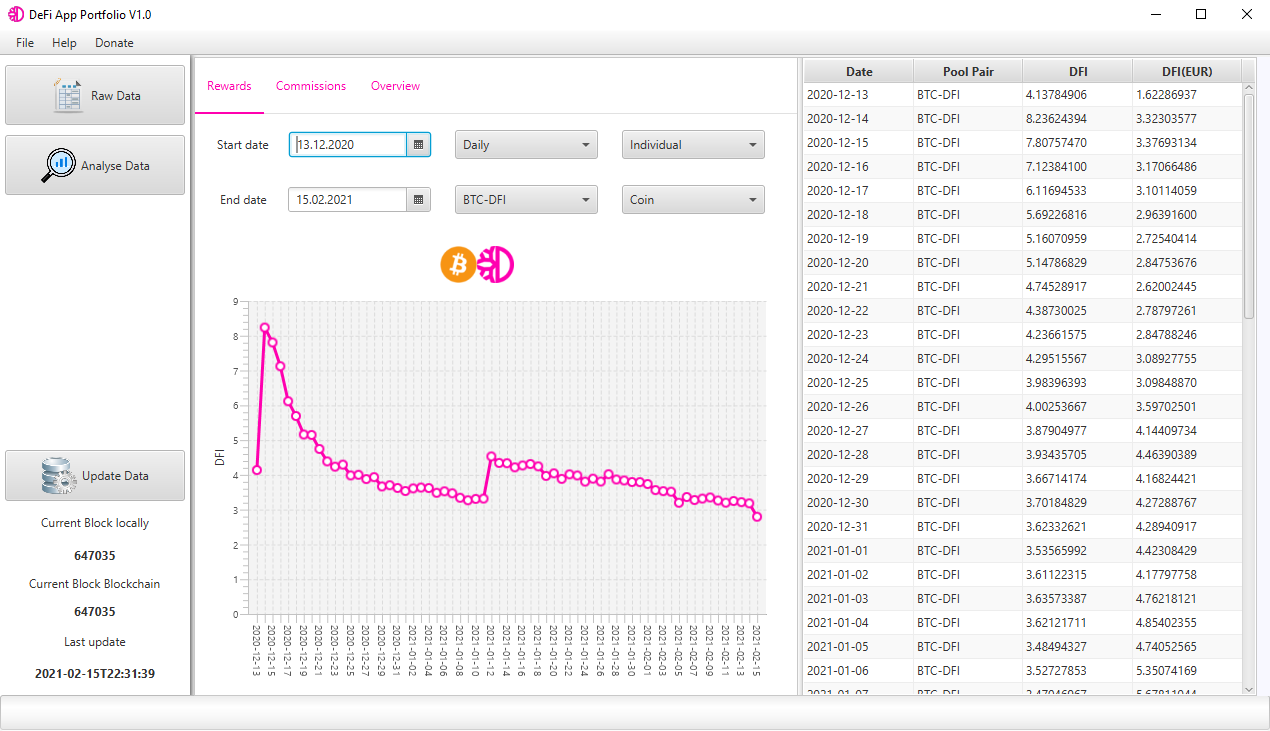 DeFi App Portfolio V1.0
File Help Donate
Raw Data
Analyse Data
Update Data
Current Block locally
647035
Current Block Blockchain
647035
Last update
2021-02-15T22:31:39
Rewards Commissions Overview
Start date 13.12.2020 Daily Individual
End date 15.02.2021 BTC-DFI Coin
DFI
9
8
7
6
5
4
3
2
1
0
2020-12-13
2020-12-15
2020-12-17
2020-12-19
2020-12-21
2020-12-23
2020-12-25
2020-12-27
2020-12-29
2020-12-31
2021-01-02
2021-01-04
2021-01-06
2021-01-08
2021-01-10
2021-01-12
2021-01-14
2021-01-16
2021-01-18
2021-01-20
2021-01-22
2021-01-24
2021-01-26
2021-01-28
2021-01-30
2021-02-01
2021-02-03
2021-02-05
2021-02-07
2021-02-09
2021-02-11
2021-02-13
2021-02-15
Date Pool Pair DFI DFI(EUR)
2020-12-13 BTC-DFI 4.13784906 1.62286937
2020-12-14 BTC-DFI 8.23624394 3.32303577
2020-12-15 BTC-DFI 7.80757470 3.37693134
2020-12-16 BTC-DFI 7.12384100 3.17066486
2020-12-17 BTC-DFI 6.11694533 3.10114059
2020-12-18 BTC-DFI 5.69226816 2.96391600
2020-12-19 BTC-DFI 5.16070959 2.72540414
2020-12-20 BTC-DFI 5.14786829 2.84753676
2020-12-21 BTC-DFI 4.74528917 2.62002445
2020-12-22 BTC-DFI 4.38730025 2.78797261
2020-12-23 BTC-DFI 4.23661575 2.84788246
2020-12-24 BTC-DFI 4.29515567 3.08927755
2020-12-25 BTC-DFI 3.98396393 3.09848870
2020-12-26 BTC-DFI 4.00253667 3.59702501
2020-12-27 BTC-DFI 3.87904977 4.14409734
2020-12-28 BTC-DFI 3.93435705 4.46390389
2020-12-29 BTC-DFI 3.66714174 4.16824421
2020-12-30 BTC-DFI 3.70184829 4.27288767
2020-12-31 BTC-DFI 3.62332621 4.28940917
2021-01-01 BTC-DFI 3.53565992 4.42308429
2021-01-02 BTC-DFI 3.61122315 4.17797758
2021-01-03 BTC-DFI 3.63573387 4.76218121
2021-01-04 BTC-DFI 3.62121711 4.85402355
2021-01-05 BTC-DFI 3.48494327 4.74052565
2021-01-06 BTC-DFI 3.52727853 5.35074169
2021-01-07 BTC-DFI